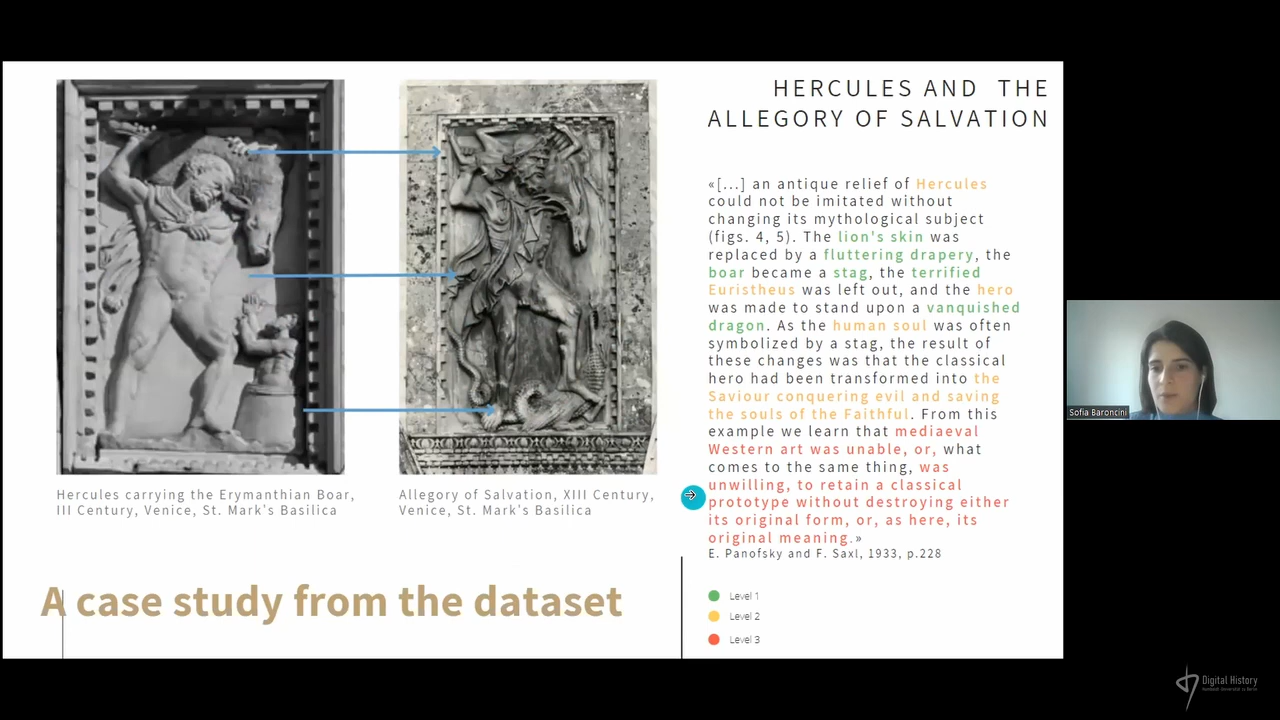 HERCULES AND THE
ALLEGORY OF SALVATION
«[...] an antique relief of Hercules
could not be imitated without
changing its mythological subject
(figs. 4, 5). The lion's skin was
replaced by a fluttering drapery, the
boar became a stag, the terrified
Euristheus was left out, and the hero
was made to stand upon a vanquished
dragon. As the human soul was often
symbolized by a stag, the result of
these changes was that the classical
hero had been transformed into the
Saviour conquering evil and saving
the souls of the Faithful. From this
example we learn that mediaeval
Western art was unable, or, what
comes to the same thing, was
unwilling, to retain a classical
prototype without destroying either
its original form, or, as here, its
original meaning.»
E. Panofsky and F. Saxl, 1933, p.228
Hercules carrying the Erymanthian Boar,
III Century, Venice, St. Mark's Basilica
Allegory of Salvation, XIII Century,
Venice, St. Mark's Basilica
A case study from the dataset
Level 1
Level 2
Level 3
Sofia Baroncini
Digital History
Humboldt-Universität zu Berlin